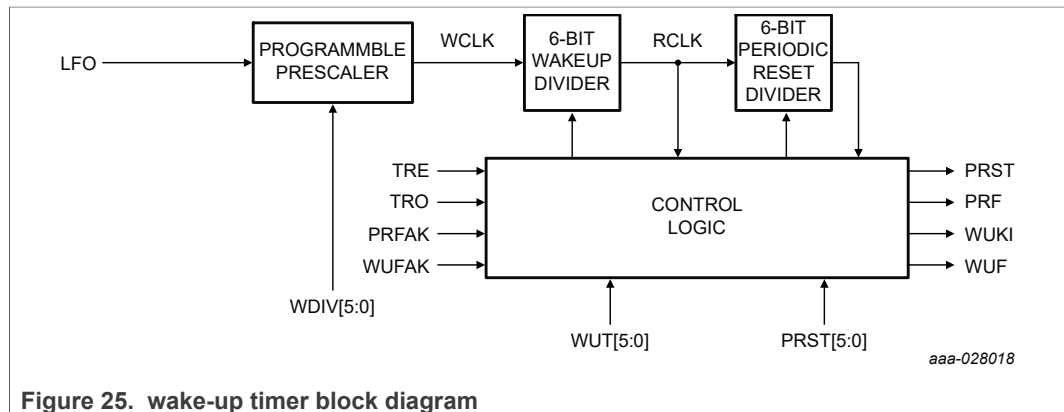 LFO
PROGRAMMBLE
PRESCALER
WCLK
6-BIT
WAKEUP
DIVIDER
RCLK
6-BIT
PERIODIC
RESET
DIVIDER
TRE
TRO
PRFAK
WUFAK
CONTROL
LOGIC
PRST
PRF
WUKI
WUF
WDIV[5:0]
WUT[5:0]
PRST[5:0]
aaa-028018
Figure 25. wake-up timer block diagram